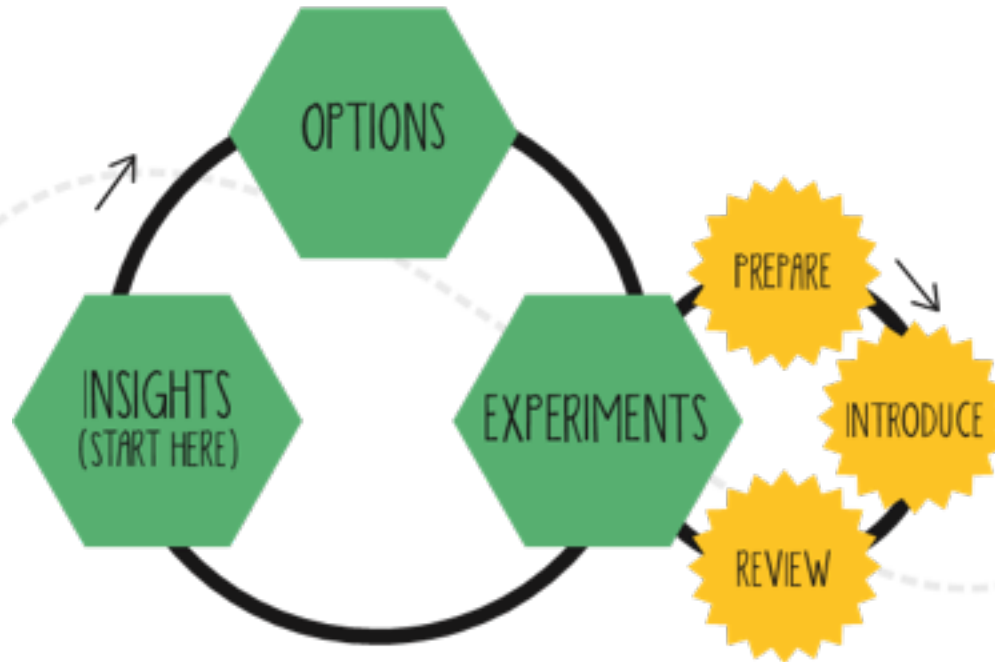 OPTIONS
PREPARE
INSIGHTS
(START HERE)
EXPERIMENTS
INTRODUCE
REVIEW